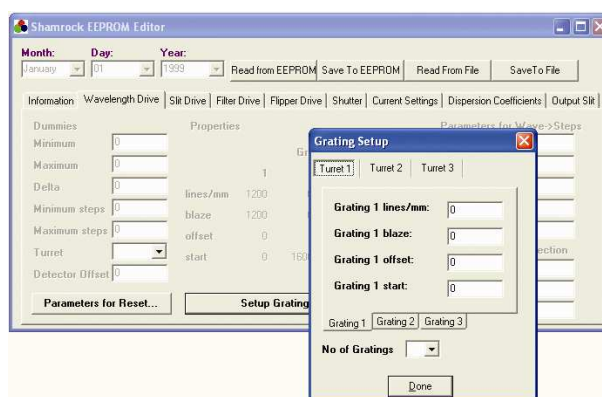 Shamrock EEPROM Editor
Month: Day: Year:
January 01 1999 Read from EEPROM Save To EEPROM Read From File SaveTo File
Information Wavelength Drive Slit Drive Filter Drive Flipper Drive Shutter Current Settings Dispersion Coefficients Output Slit
Dummies Properties Parameters for Wave->Steps
Minimum 0
Maximum 0 1
Delta 0
lines/mm 1200
Minimum steps 0
blaze 1200
Maximum steps 0
offset 0
Turret
start 0
Detector Offset 0
Parameters for Reset... Setup Grating
Grating Setup
Turret 1 Turret 2 Turret 3
Grating 1 lines/mm: 0
Grating 1 blaze: 0
Grating 1 offset: 0
Grating 1 start: 0
Grating 1 Grating 2 Grating 3
No of Gratings
Done